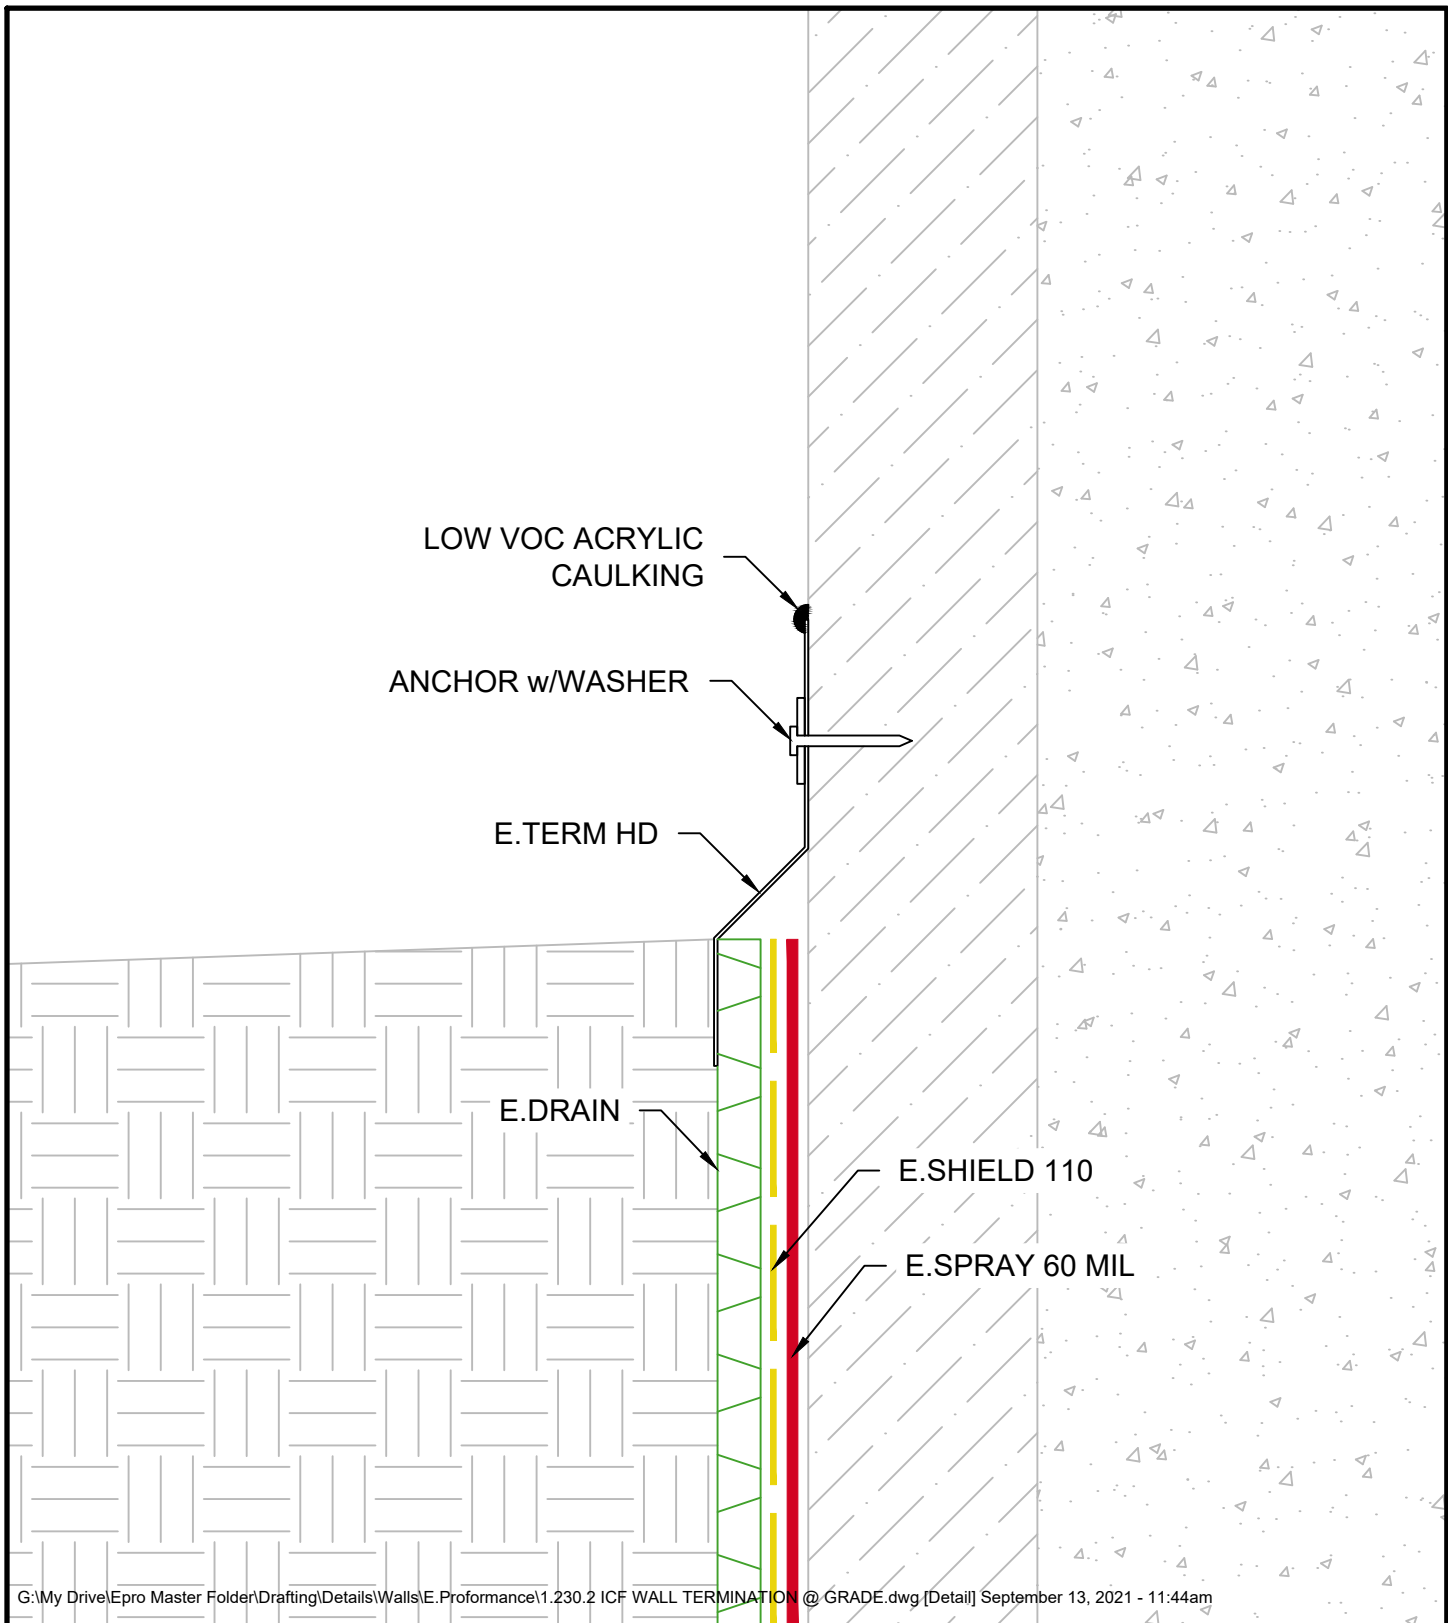 LOW VOC ACRYLIC
CAULKING
ANCHOR w/WASHER
E.TERM HD
E.DRAIN
E.SHIELD 110
E.SPRAY 60 MIL
G:\My Drive\Epro Master Folder\Drafting\Details\Walls\E.Proformance\1.230.2 ICF WALL TERMINATION @ GRADE.dwg [Detail] September 13, 2021 - 11:44am